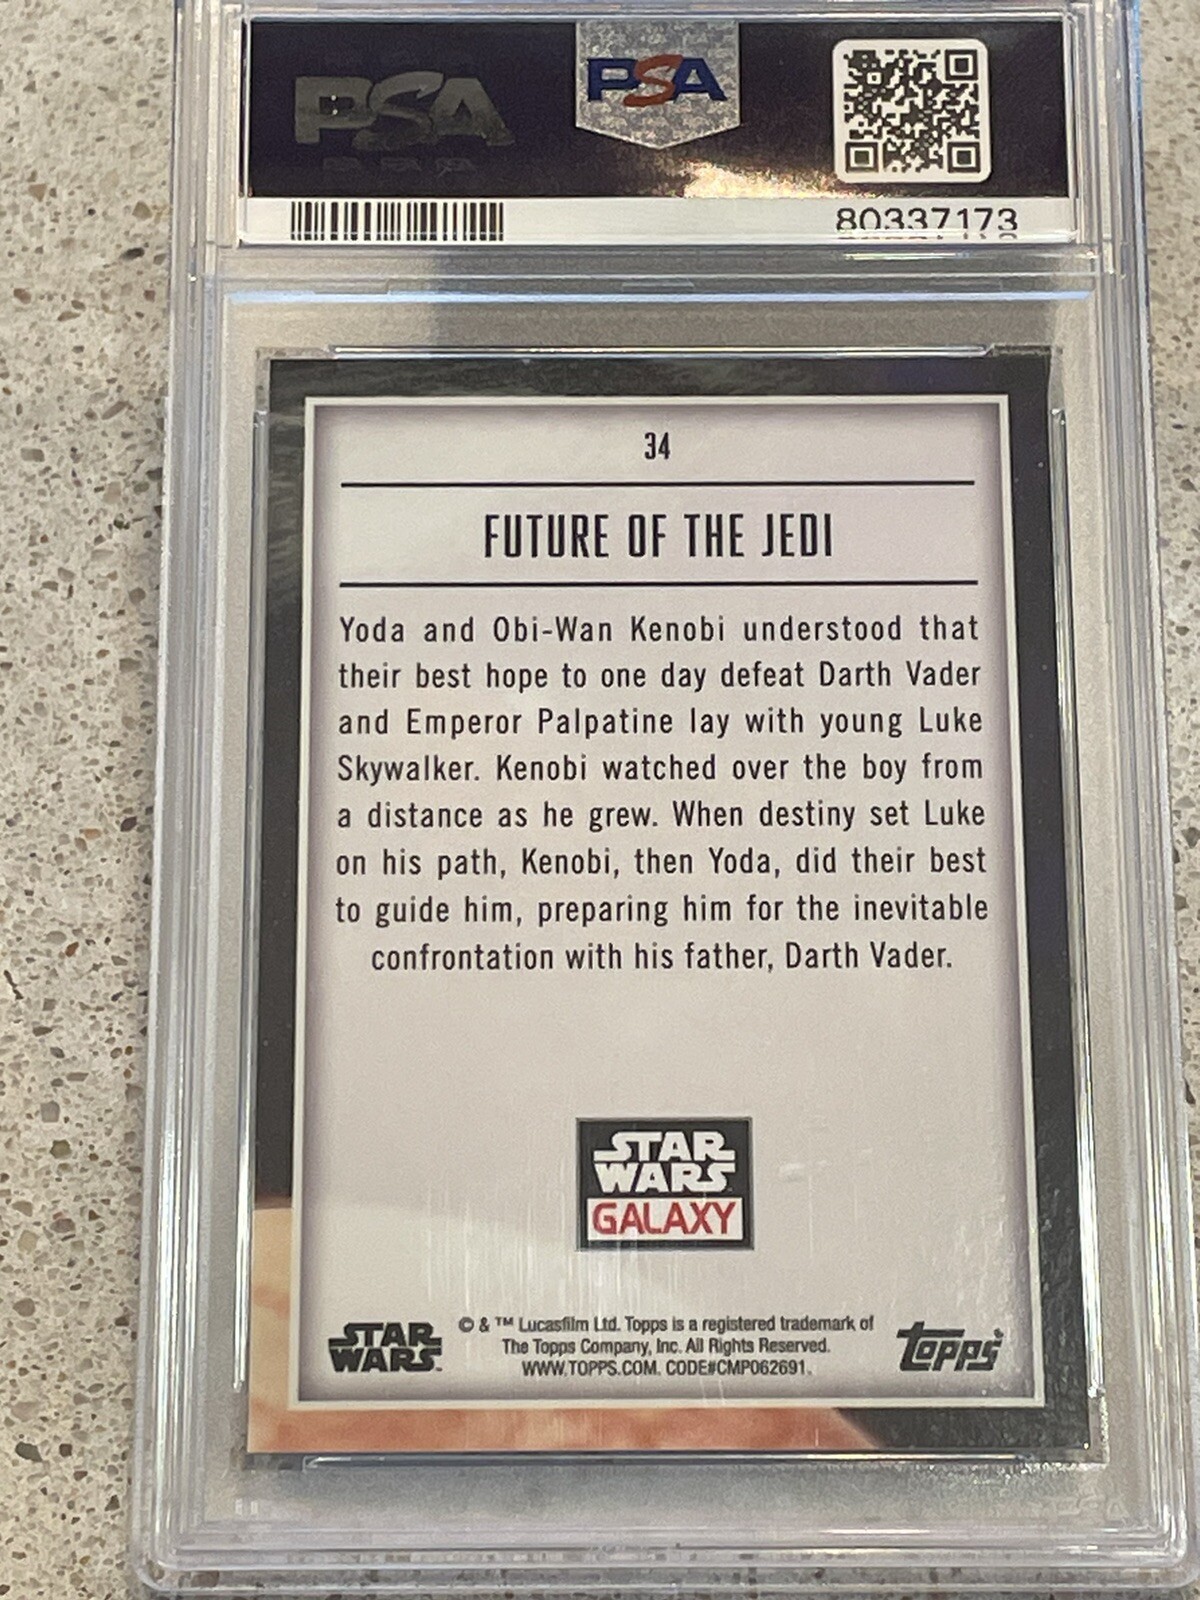 PSA
PSA
80337173
34
FUTURE OF THE JEDI
Yoda and Obi-Wan Kenobi understood that
their best hope to one day defeat Darth Vader
and Emperor Palpatine lay with young Luke
Skywalker. Kenobi watched over the boy from
a distance as he grew. When destiny set Luke
on his path, Kenobi, then Yoda, did their best
to guide him, preparing him for the inevitable
confrontation with his father, Darth Vader.
STAR
WARS
GALAXY
STAR
WARS
© & ™ Lucasfilm Ltd. Topps is a registered trademark of
The Topps Company, Inc. All Rights Reserved.
WWW.TOPPS.COM. CODE#CMP062691.
Topps